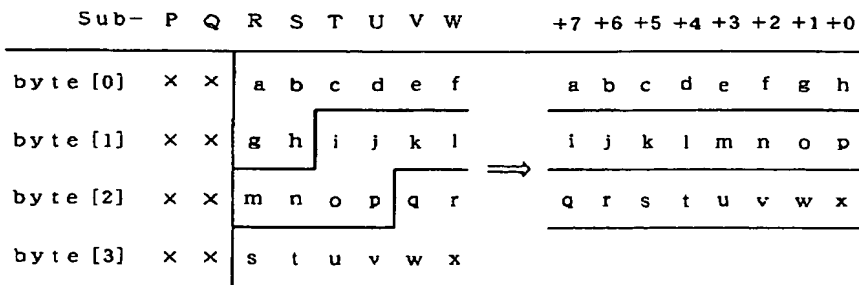 Sub- P Q R S T U V W +7 +6 +5 +4 +3 +2 +1 +0
byte [0] × × a b c d e f a b c d e f g h
byte [1] × × g h i j k l ⇒ i j k l m n o p
byte [2] × × m n o p q r q r s t u v w x
byte [3] × × s t u v w x